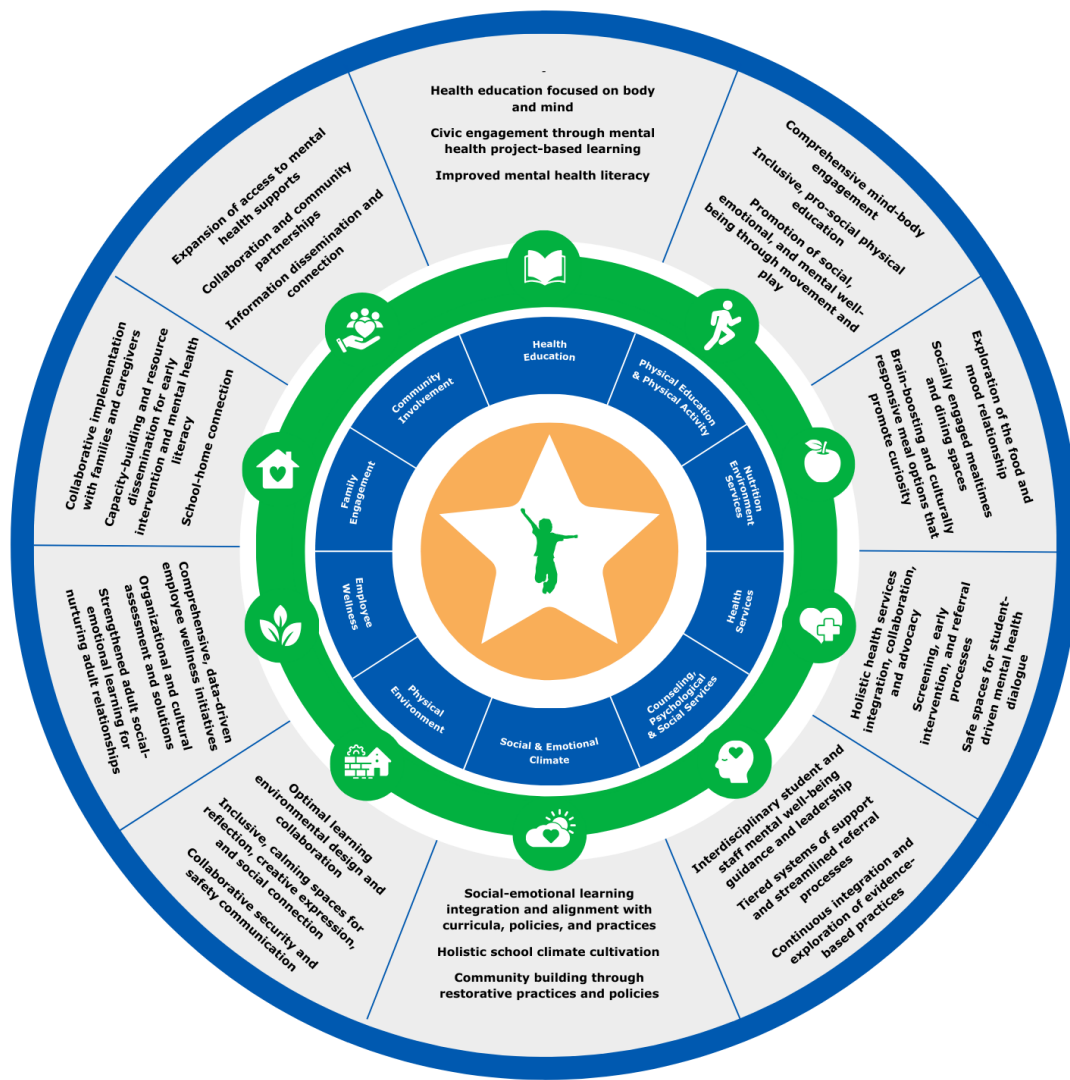 -
Health education focused on body
and mind
Civic engagement through mental
health project-based learning
Improved mental health literacy
Comprehensive mind-body
engagement
Inclusive, pro-social physical
education
Promotion of social,
emotional, and mental well-
being through movement and
play
Exploration of the food and
mood relationship
Socially engaged mealtimes
and dining spaces
Brain-boosting and culturally
responsive meal options that
promote curiosity
Holistic health services
integration, collaboration,
and advocacy
Screening, early
intervention, and referral
processes
Safe spaces for student-
driven mental health
dialogue
Interdisciplinary student and
staff mental well-being
guidance and leadership
Tiered systems of support
and streamlined referral
processes
Continuous integration and
exploration of evidence-
based practices
Social-emotional learning
integration and alignment with
curricula, policies, and practices
Holistic school climate cultivation
Community building through
restorative practices and policies
Optimal learning
environmental design and
collaboration
Inclusive, calming spaces for
reflection, creative expression,
and social connection
Collaborative security and
safety communication
Comprehensive, data-driven
employee wellness initiatives
Organizational and cultural
assessment and solutions
Strengthened adult social-
emotional learning for
nurturing adult relationships
Collaborative implementation
with families and caregivers
Capacity-building and resource
dissemination for early
intervention and mental health
literacy
School-home connection
Expansion of access to mental
health supports
Collaboration and community
partnerships
Information dissemination and
connection
Health
Education
Physical Education
& Physical Activity
Nutrition
Environment
Services
Health
Services
Counseling,
Psychological
& Social Services
Social & Emotional
Climate
Physical
Environment
Employee
Wellness
Family
Engagement
Community
Involvement